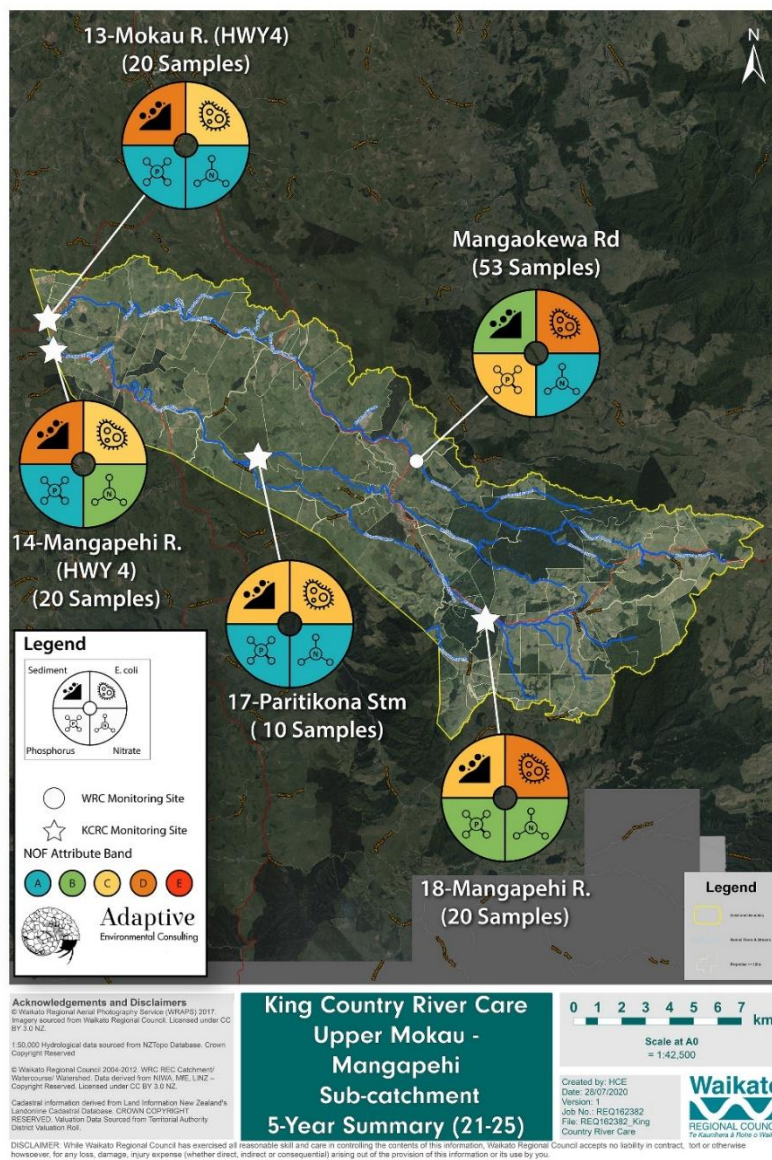 13-Mokau R. (HWY4)
(20 Samples)
N
Mangaokewa Rd
(53 Samples)
P
N
P
N
P
N
14-Mangapehi R.
(HWY 4)
(20 Samples)
P
N
17-Paritikona Stm
( 10 Samples)
P
N
18-Mangapehi R.
(20 Samples)
Legend
Sediment E. coli
P
N
Phosphorus Nitrate
WRC Monitoring Site
KCRC Monitoring Site
NOF Attribute Band
A B C D E
Adaptive
Environmental Consulting
Legend
Acknowledgements and Disclaimers
© Waikato Regional Aerial Photography Service (WRAPS) 2017.
Imagery sourced from Waikato Regional Council. Licensed under CC
BY 3.0 NZ.
1:50,000 Hydrological data sourced from NZTopo Database. Crown
Copyright Reserved
© Waikato Regional Council 2004-2012. WRC REC Catchment/
Watercourse/ Watershed. Data derived from NIWA, MfE, LINZ –
Copyright Reserved. Licensed under CC BY 3.0 NZ.
Cadastral information derived from Land Information New Zealand's
Landonline Cadastral Database. CROWN COPYRIGHT
RESERVED. Valuation Data Sourced from Territorial Authority
District Valuation Roll.
King Country River Care
Upper Mokau -
Mangapehi
Sub-catchment
5-Year Summary (21-25)
0 1 2 3 4 5 6 7
km
Scale at A0
= 1:42,500
Created by: HCE
Date: 28/07/2020
Version: 1
Job No.: REQ162382
File: REQ162382_King
Country River Care
Waikato
REGIONAL COUNC
Te Kaunihera ā Rohe o Wai
DISCLAIMER: While Waikato Regional Council has exercised all reasonable skill and care in controlling the contents of this information, Waikato Regional Council accepts no liability in contract, tort or otherwise
howsoever, for any loss, damage, injury expense (whether direct, indirect or consequential) arising out of the provision of this information or its use by you.